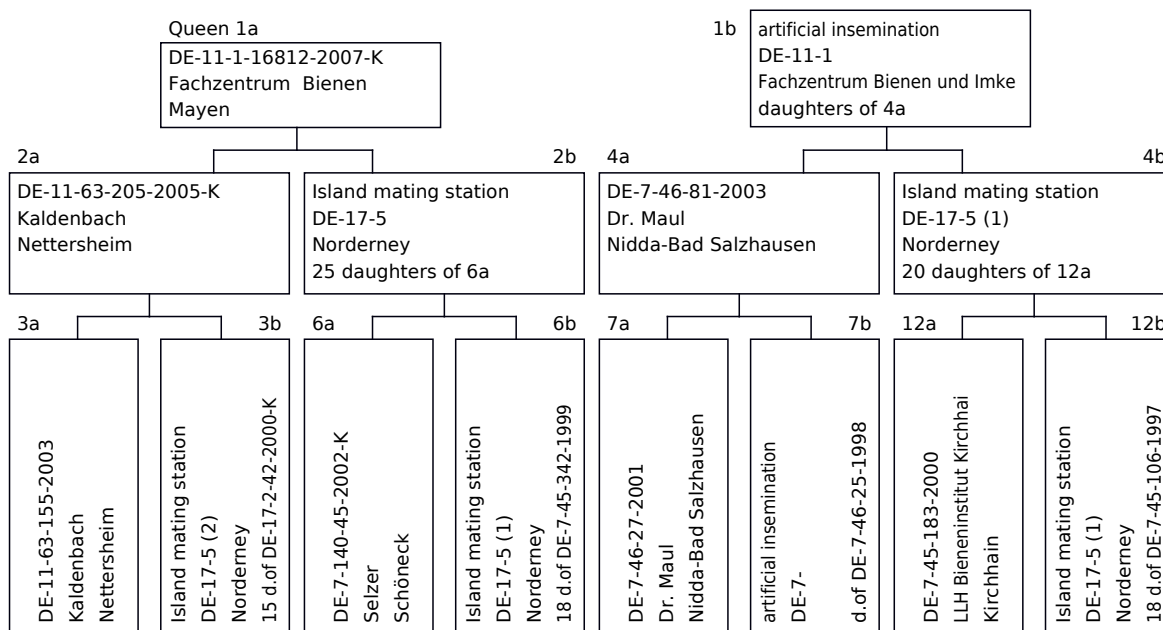 Queen 1a
DE-11-1-16812-2007-K
Fachzentrum Bienen
Mayen
1b
artificial insemination
DE-11-1
Fachzentrum Bienen und Imke
daughters of 4a
2a
DE-11-63-205-2005-K
Kaldenbach
Nettersheim
2b
Island mating station
DE-17-5
Norderney
25 daughters of 6a
4a
DE-7-46-81-2003
Dr. Maul
Nidda-Bad Salzhausen
4b
Island mating station
DE-17-5 (1)
Norderney
20 daughters of 12a
3a
DE-11-63-155-2003
Kaldenbach
Nettersheim
3b
Island mating station
DE-17-5 (2)
Norderney
15 d.of DE-17-2-42-2000-K
6a
DE-7-140-45-2002-K
Selzer
Schöneck
6b
Island mating station
DE-17-5 (1)
Norderney
18 d.of DE-7-45-342-1999
7a
DE-7-46-27-2001
Dr. Maul
Nidda-Bad Salzhausen
7b
artificial insemination
DE-7-
d.of DE-7-46-25-1998
12a
DE-7-45-183-2000
LLH Bieneninstitut Kirchhai
Kirchhain
12b
Island mating station
DE-17-5 (1)
Norderney
18 d.of DE-7-45-106-1997